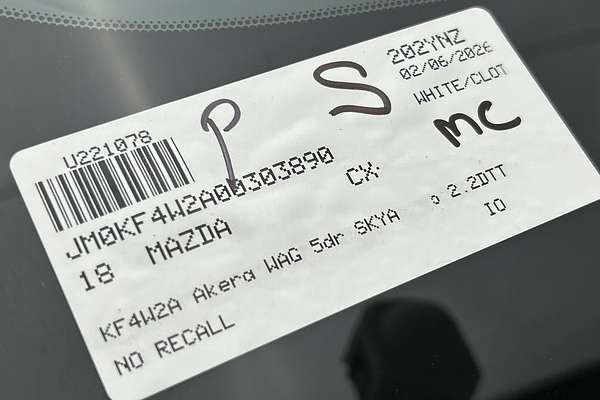 U221078
P
S
202YNZ
02/06/2026
WHITE/CLOT
MC
JM0KF4W2A00303890
18 MAZDA CX-
KF4W2A Akera WAG 5dr SKYA 2.2DTT
NO RECALL IO